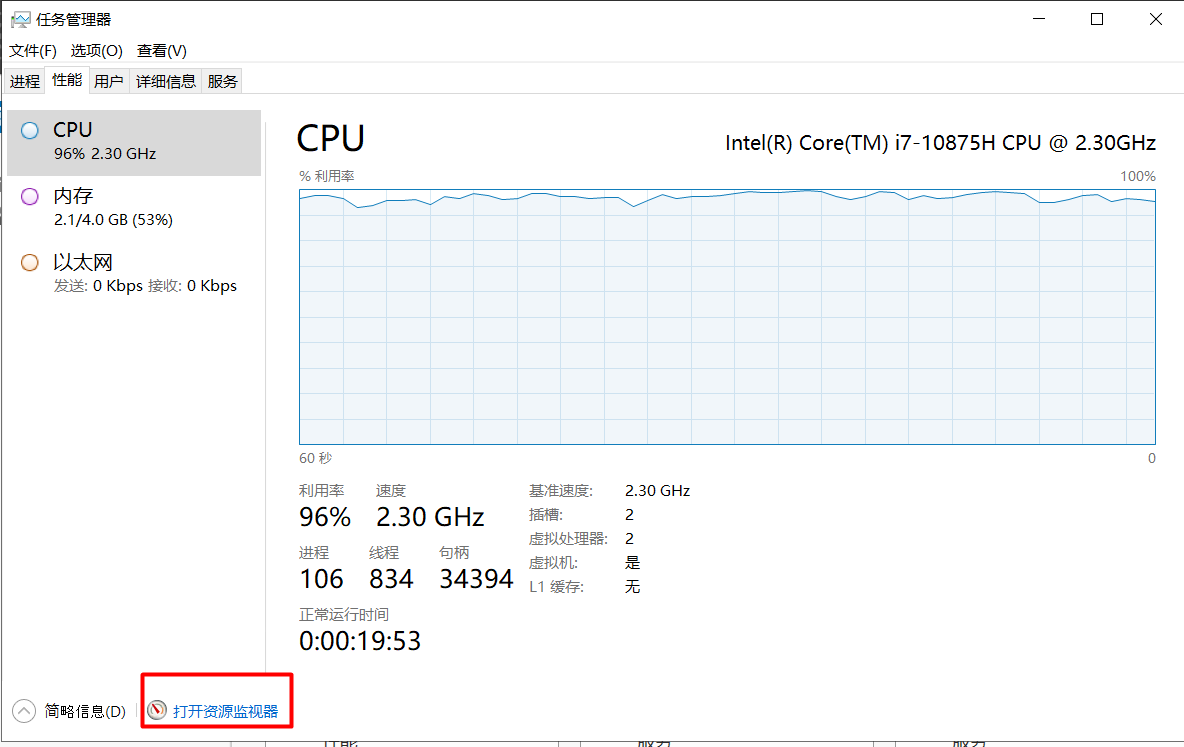 任务管理器
文件(F) 选项(O) 查看(V)
进程 性能 用户 详细信息 服务
CPU
96% 2.30 GHz
内存
2.1/4.0 GB (53%)
以太网
发送: 0 Kbps 接收: 0 Kbps
CPU
Intel(R) Core(TM) i7-10875H CPU @ 2.30GHz
% 利用率 100%
60 秒 0
利用率 速度
96% 2.30 GHz
进程 线程 句柄
106 834 34394
正常运行时间
0:00:19:53
基准速度: 2.30 GHz
插槽: 2
虚拟处理器: 2
虚拟机: 是
L1 缓存: 无
简略信息(D) 打开资源监视器
性能 服务 服务